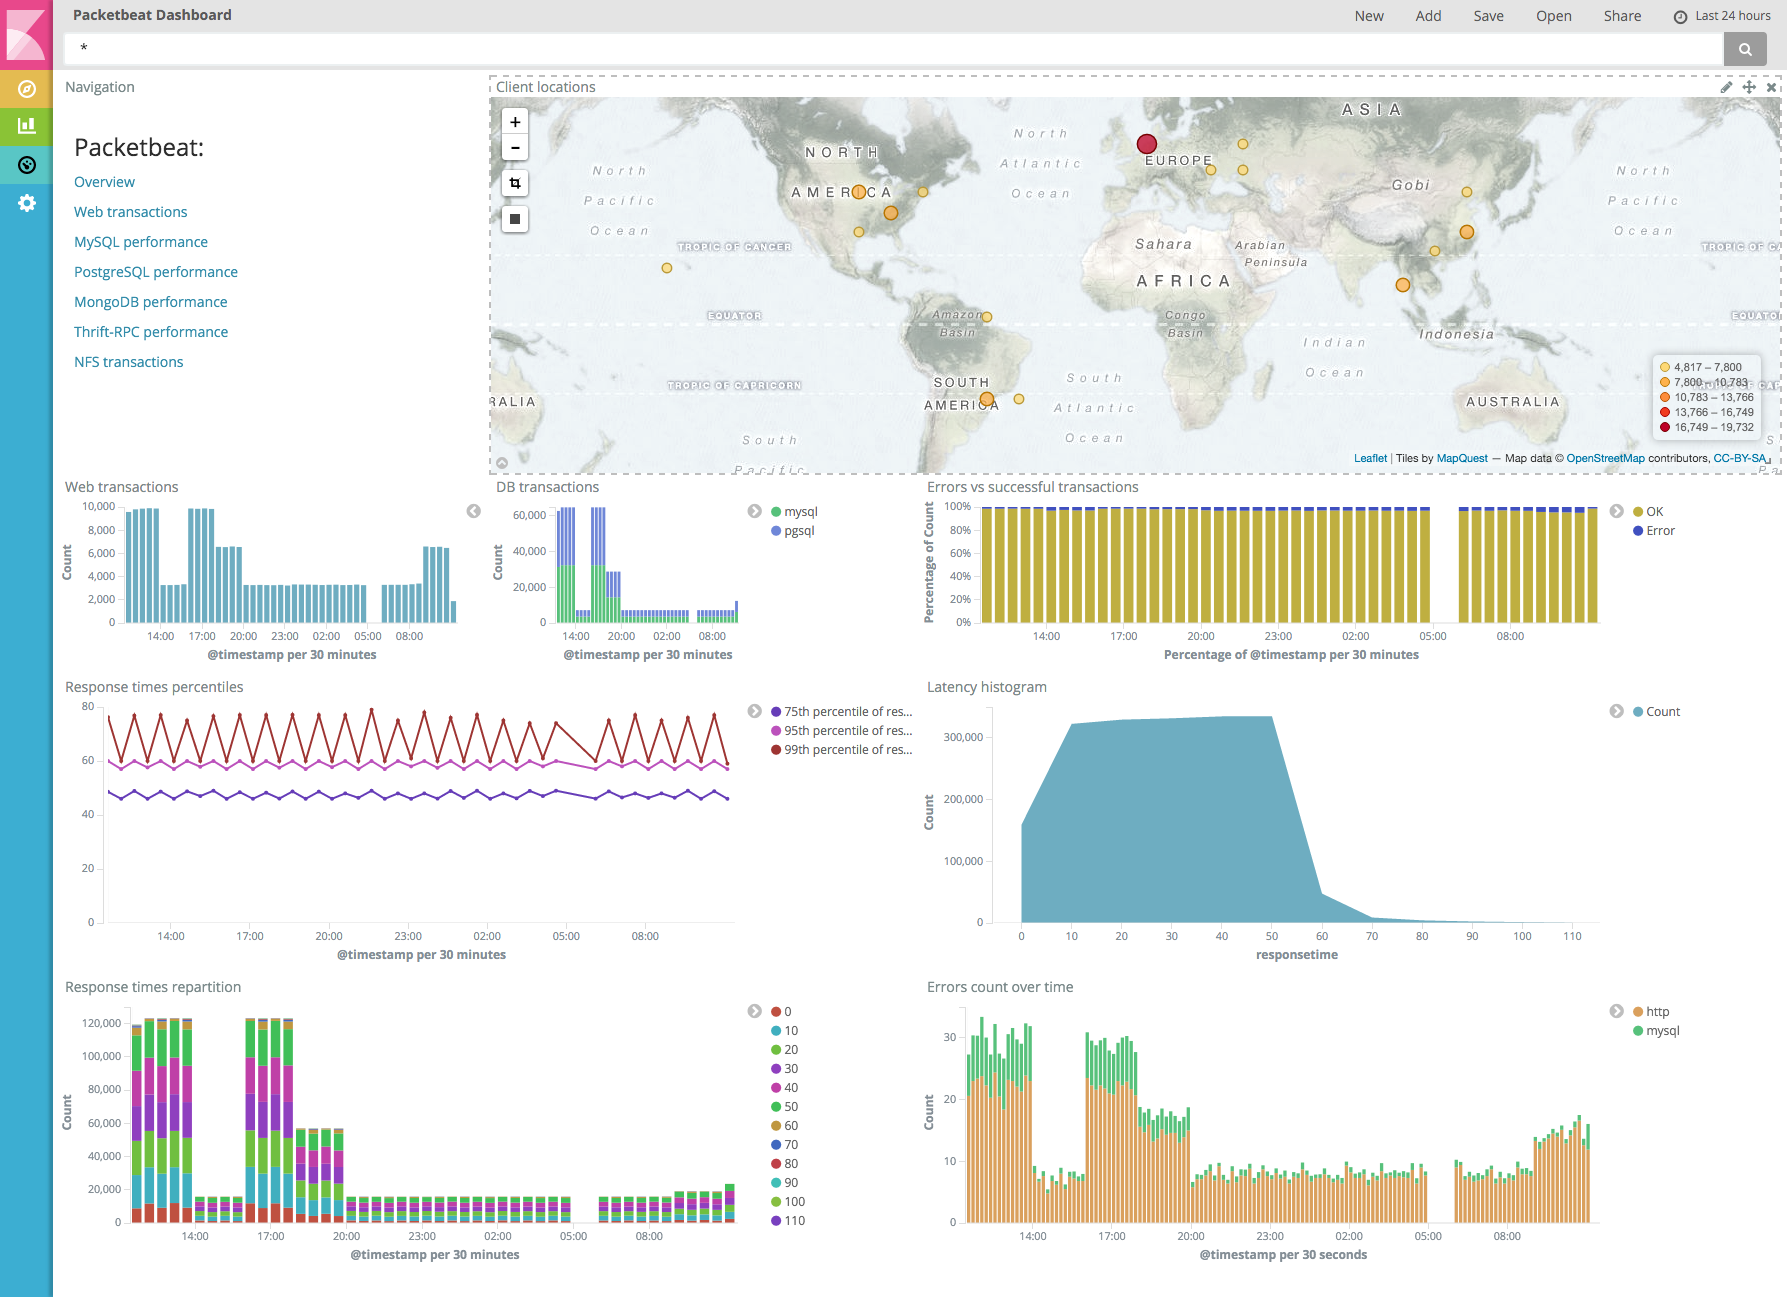 Packetbeat Dashboard
New Add Save Open Share Last 24 hours
*
Navigation
Packetbeat:
Overview
Web transactions
MySQL performance
PostgreSQL performance
MongoDB performance
Thrift-RPC performance
NFS transactions
Client locations
+
−
ASIA
North
Atlantic
Ocean
NORTH
AMERICA
EUROPE
North
Pacific
Ocean
Gobi
North
Pacific
Ocean
TROPIC OF CANCER
Sahara
Arabian
Peninsula
TROPIC OF CA
AFRICA
EQUATOR
Amazon
Basin
Congo
Basin
EQUATO
Indonesia
Indian
Ocean
TROPIC OF CAPRICORN
SOUTH
AMERICA
South
Atlantic
Ocean
RALIA
AUSTRALIA
South
Pacific
4,817 – 7,800
7,800 – 10,783
10,783 – 13,766
13,766 – 16,749
16,749 – 19,732
Leaflet | Tiles by MapQuest — Map data © OpenStreetMap contributors, CC-BY-SA
Web transactions
10,000
8,000
6,000
4,000
2,000
0
Count
14:00 17:00 20:00 23:00 02:00 05:00 08:00
@timestamp per 30 minutes
DB transactions
60,000
40,000
20,000
0
Count
14:00 20:00 02:00 08:00
@timestamp per 30 minutes
mysql
pgsql
Errors vs successful transactions
100%
80%
60%
40%
20%
0%
Percentage of Count
14:00 17:00 20:00 23:00 02:00 05:00 08:00
Percentage of @timestamp per 30 minutes
OK
Error
Response times percentiles
80
60
40
20
0
14:00 17:00 20:00 23:00 02:00 05:00 08:00
@timestamp per 30 minutes
75th percentile of res...
95th percentile of res...
99th percentile of res...
Latency histogram
300,000
200,000
100,000
0
Count
0 10 20 30 40 50 60 70 80 90 100 110
responsetime
Count
Response times repartition
120,000
100,000
80,000
60,000
40,000
20,000
0
Count
14:00 17:00 20:00 23:00 02:00 05:00 08:00
@timestamp per 30 minutes
0
10
20
30
40
50
60
70
80
90
100
110
Errors count over time
30
20
10
0
Count
14:00 17:00 20:00 23:00 02:00 05:00 08:00
@timestamp per 30 seconds
http
mysql